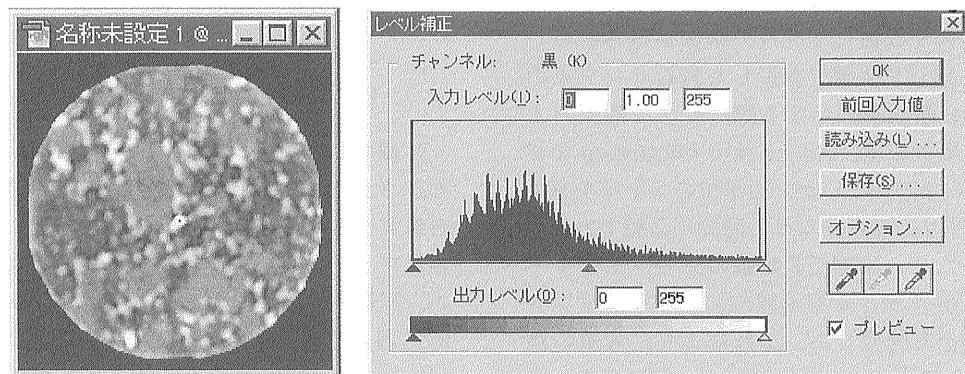 名称未設定 1 @ ...
レベル補正
チャンネル: 黒 (K)
入力レベル(I): 0 1.00 255
出力レベル(O): 0 255
OK
前回入力値
読み込み(L)...
保存(S)...
オプション...
プレビュー